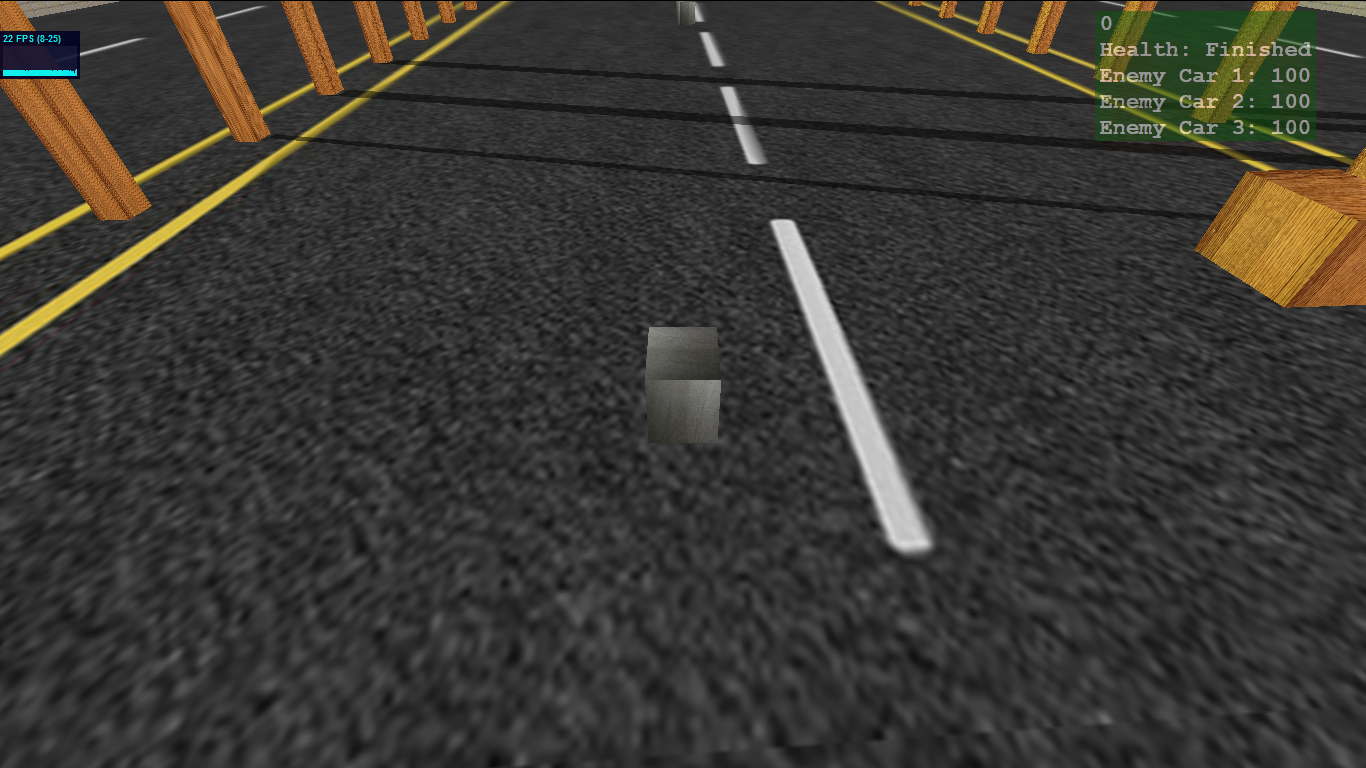 22 FPS (8-25)
0
Health: Finished
Enemy Car 1: 100
Enemy Car 2: 100
Enemy Car 3: 100